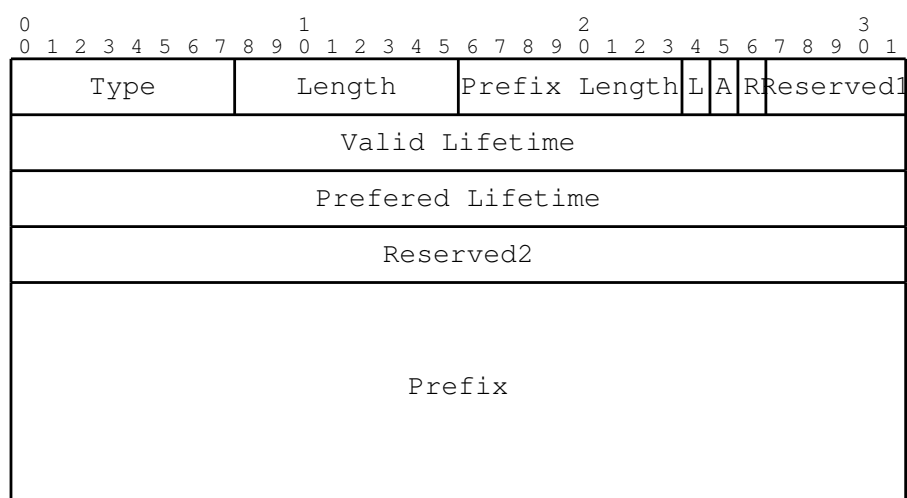 0 1 2 3
0 1 2 3 4 5 6 7 8 9 0 1 2 3 4 5 6 7 8 9 0 1 2 3 4 5 6 7 8 9 0 1
Type Length Prefix Length L A R Reserved1
Valid Lifetime
Prefered Lifetime
Reserved2
Prefix